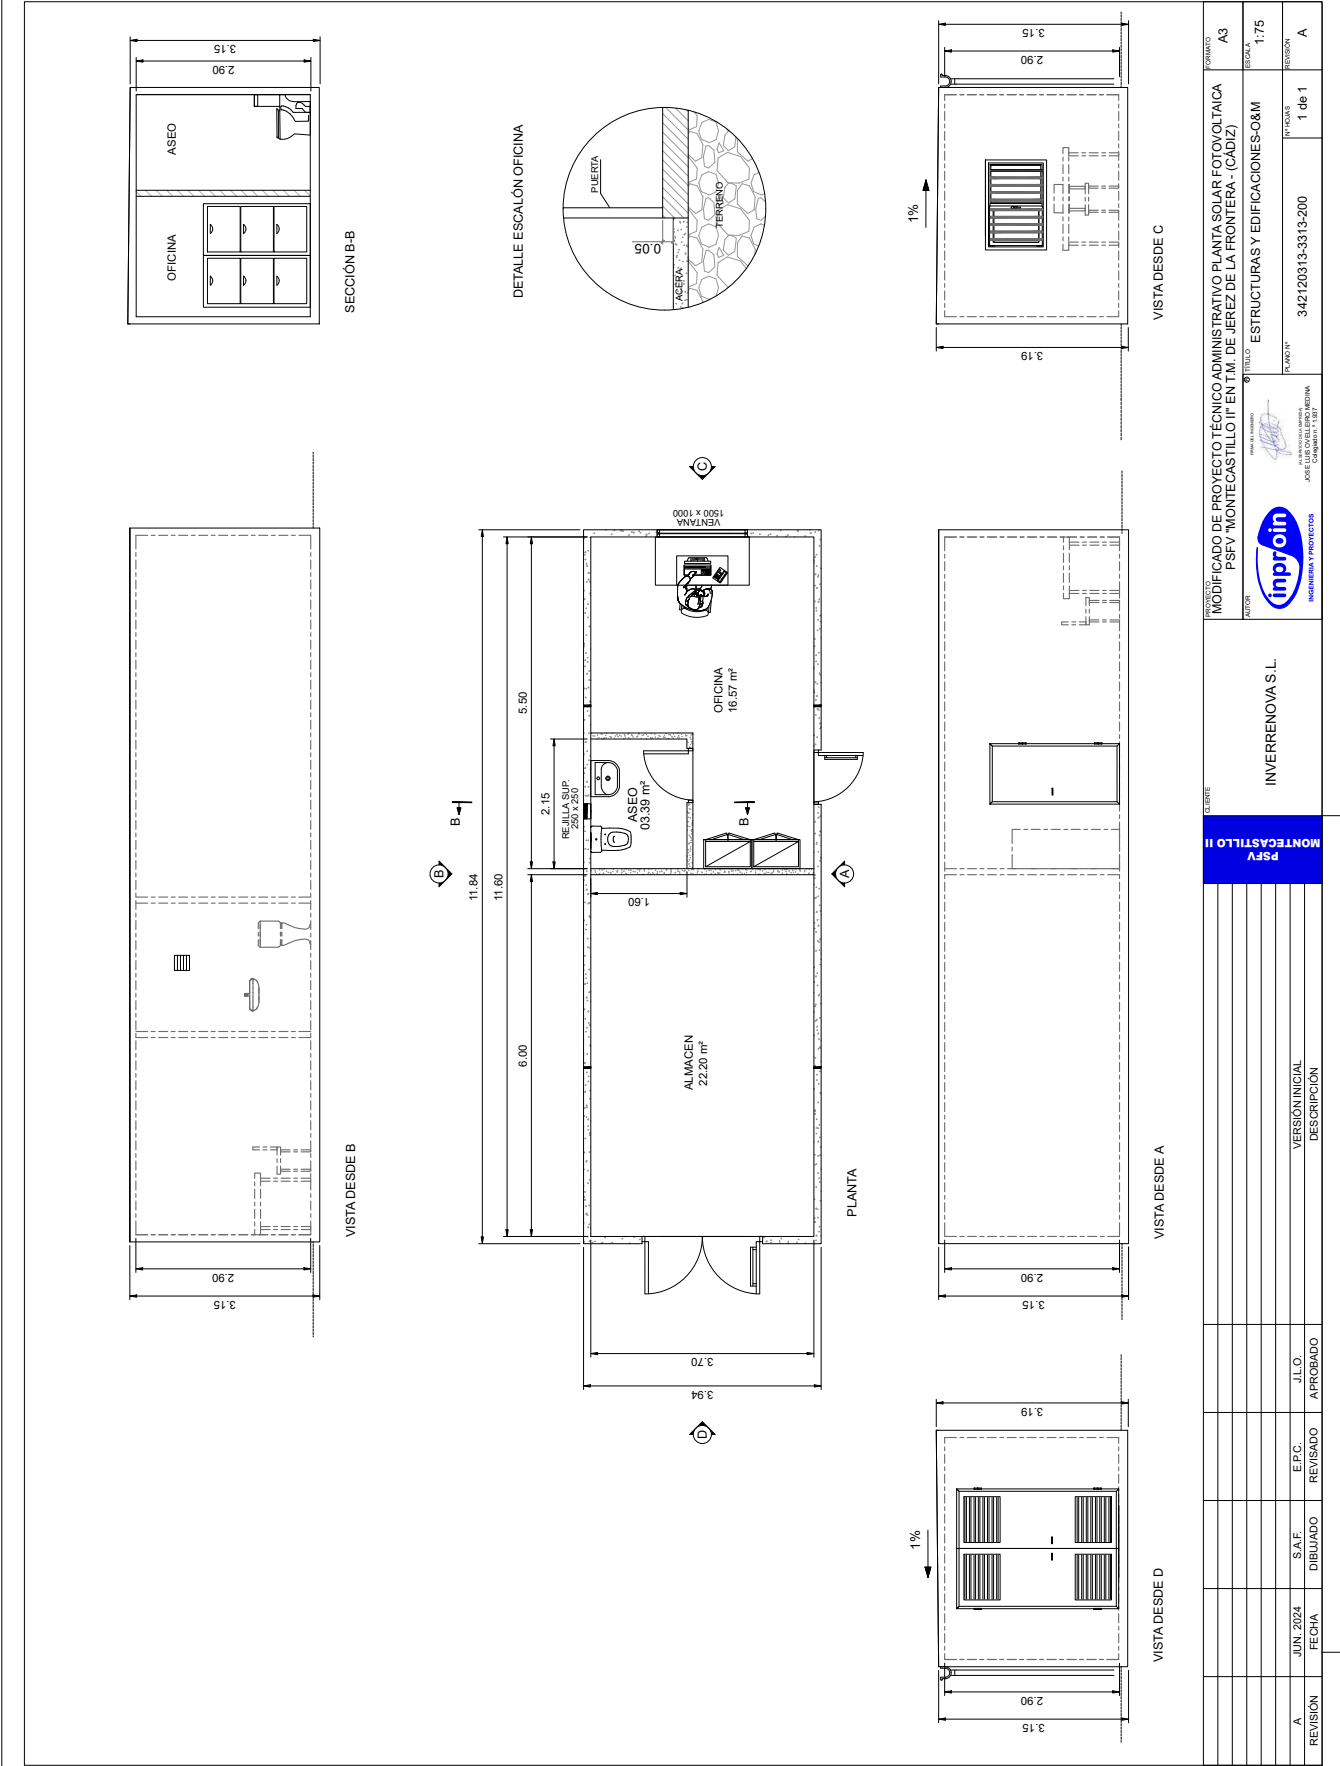 3.15
2.90
OFICINA
ASEO
SECCIÓN B-B
DETALLE ESCALÓN OFICINA
PUERTA
0.05
ACERA
TERRENO
3.15
2.90
3.19
1%
VISTA DESDE C
2.90
3.15
VISTA DESDE B
B
C
A
D
B
B
11.84
11.60
5.50
6.00
2.15
1.60
REJILLA SUP.
250 x 250
ASEO
03.39 m²
OFICINA
16.57 m²
VENTANA
1500 x 1000
ALMACEN
22.20 m²
3.70
3.94
PLANTA
2.90
3.15
VISTA DESDE A
3.19
1%
2.90
3.15
VISTA DESDE D
A
JUN. 2024
S.A.F.
E.P.C.
J.L.O.
VERSIÓN INICIAL
REVISIÓN
FECHA
DIBUJADO
REVISADO
APROBADO
DESCRIPCIÓN
PSFV
MONTECASTILLO II
CLIENTE
INVERRENOVA S.L.
PROYECTO
MODIFICADO DE PROYECTO TÉCNICO ADMINISTRATIVO PLANTA SOLAR FOTOVOLTAICA
PSFV "MONTECASTILLO II" EN T.M. DE JEREZ DE LA FRONTERA - (CÁDIZ)
FORMATO
A3
AUTOR
inproin
INGENIERIA Y PROYECTOS
FIRMA DEL INGENIERO
JOSE LUIS OVELLEIRO MEDINA
Colegiado n.º 1.937
®
TÍTULO
ESTRUCTURAS Y EDIFICACIONES-O&M
ESCALA
1:75
PLANO Nº
342120313-3313-200
Nº HOJAS
1 de 1
REVISIÓN
A